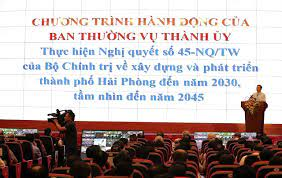 CHƯƠNG TRÌNH HÀNH ĐỘNG CỦA
BAN THƯỜNG VỤ THÀNH ỦY
Thực hiện Nghị quyết số 45-NQ/TW
của Bộ Chính trị về xây dựng và phát triển
thành phố Hải Phòng đến năm 2030,
tầm nhìn đến năm 2045